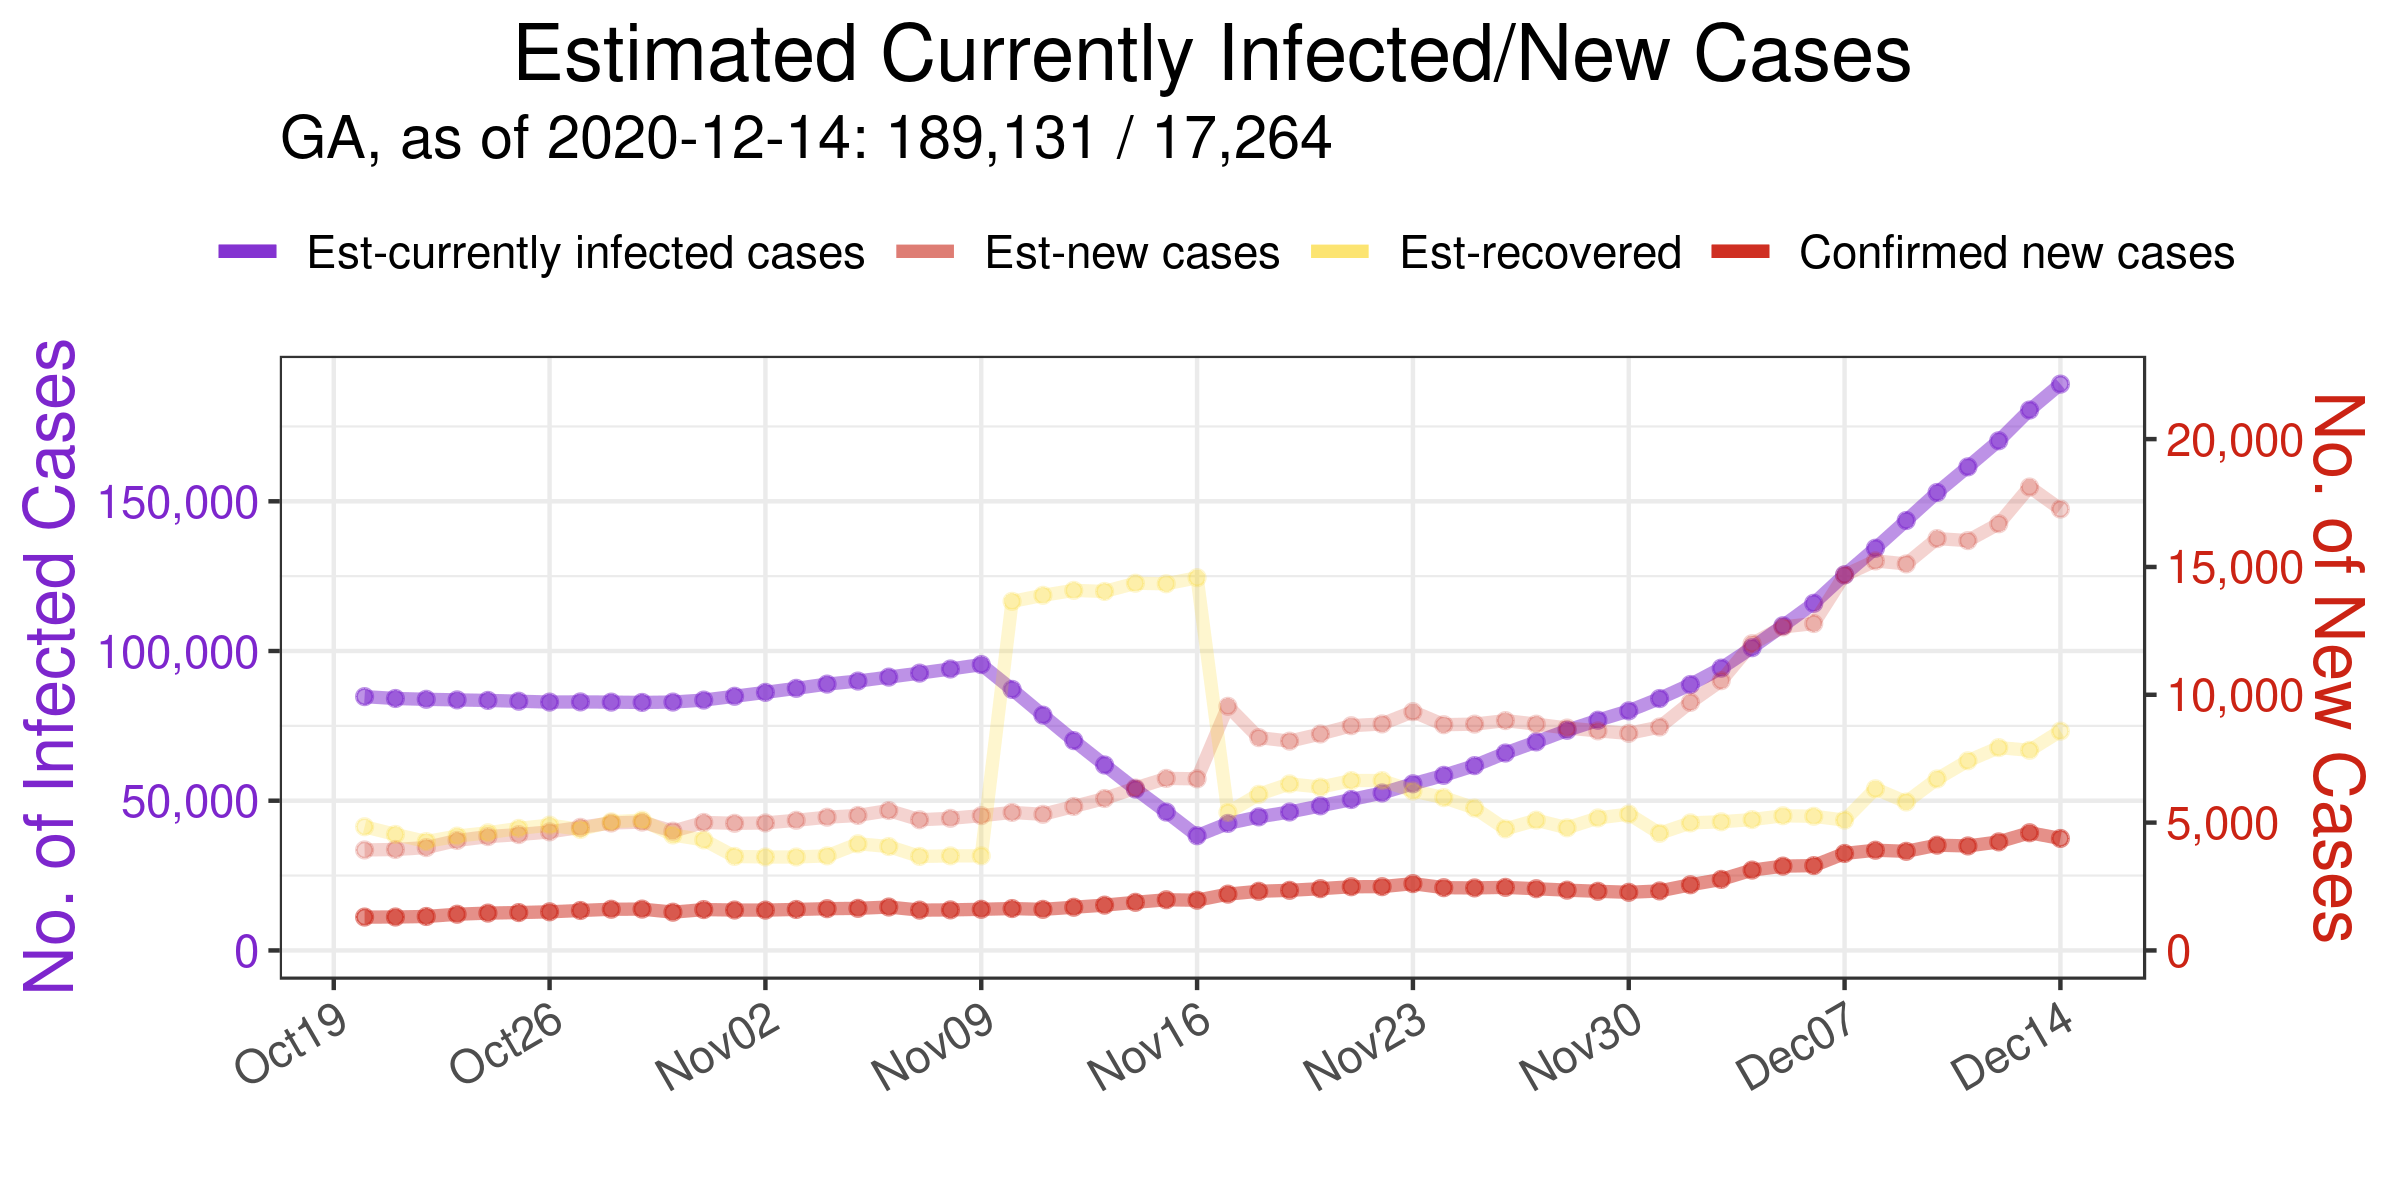 Estimated Currently Infected/New Cases
GA, as of 2020-12-14: 189,131 / 17,264
Est-currently infected cases Est-new cases Est-recovered Confirmed new cases
No. of Infected Cases
150,000
100,000
50,000
0
20,000
15,000
10,000
5,000
0
No. of New Cases
Oct19 Oct26 Nov02 Nov09 Nov16 Nov23 Nov30 Dec07 Dec14